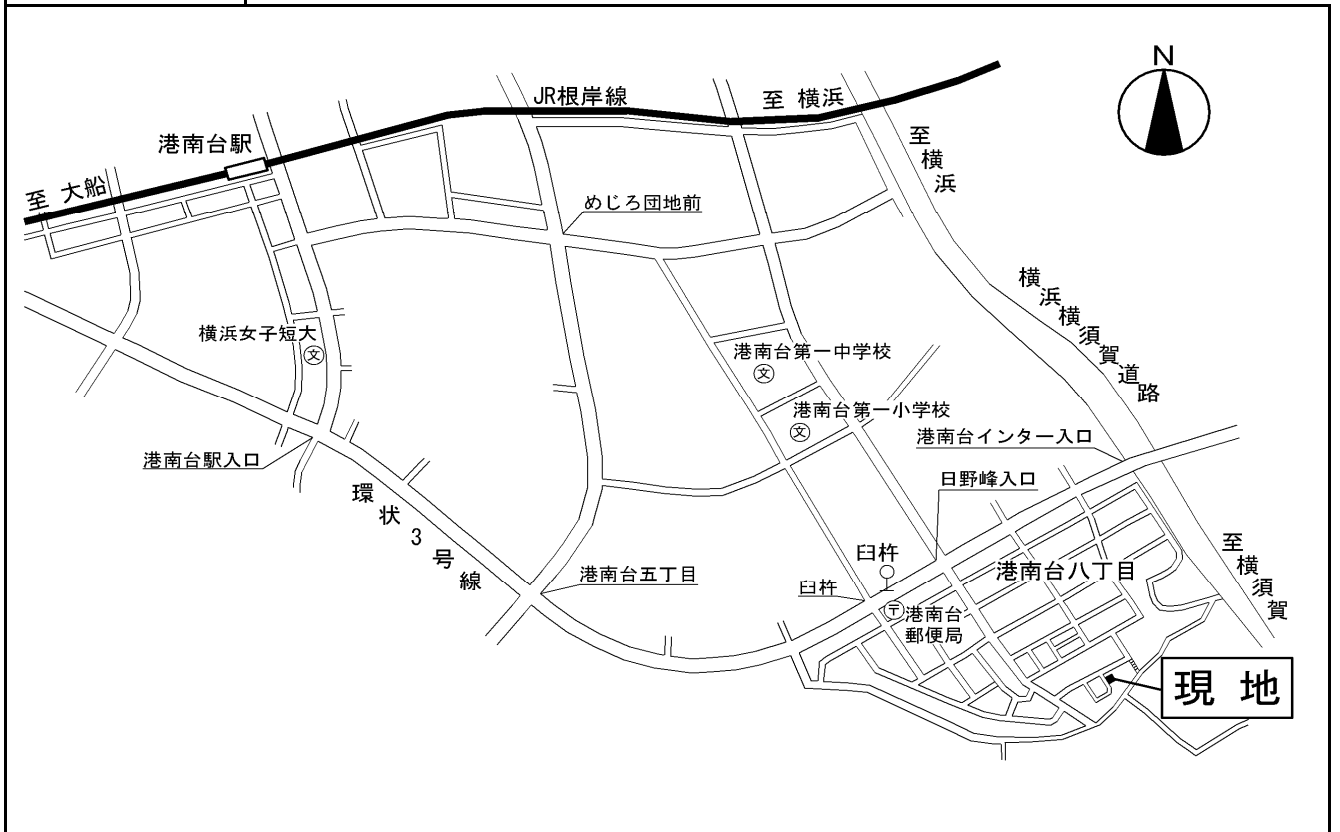 N
JR根岸線
至 横浜
港南台駅
至 横浜
至 大船
めじろ団地前
横浜横須賀道路
横浜女子短大
文
港南台第一中学校
文
港南台第一小学校
文
港南台インター入口
港南台駅入口
日野峰入口
環状3号線
臼杵
至横須賀
港南台八丁目
港南台五丁目
臼杵
〒
港南台
郵便局
現 地